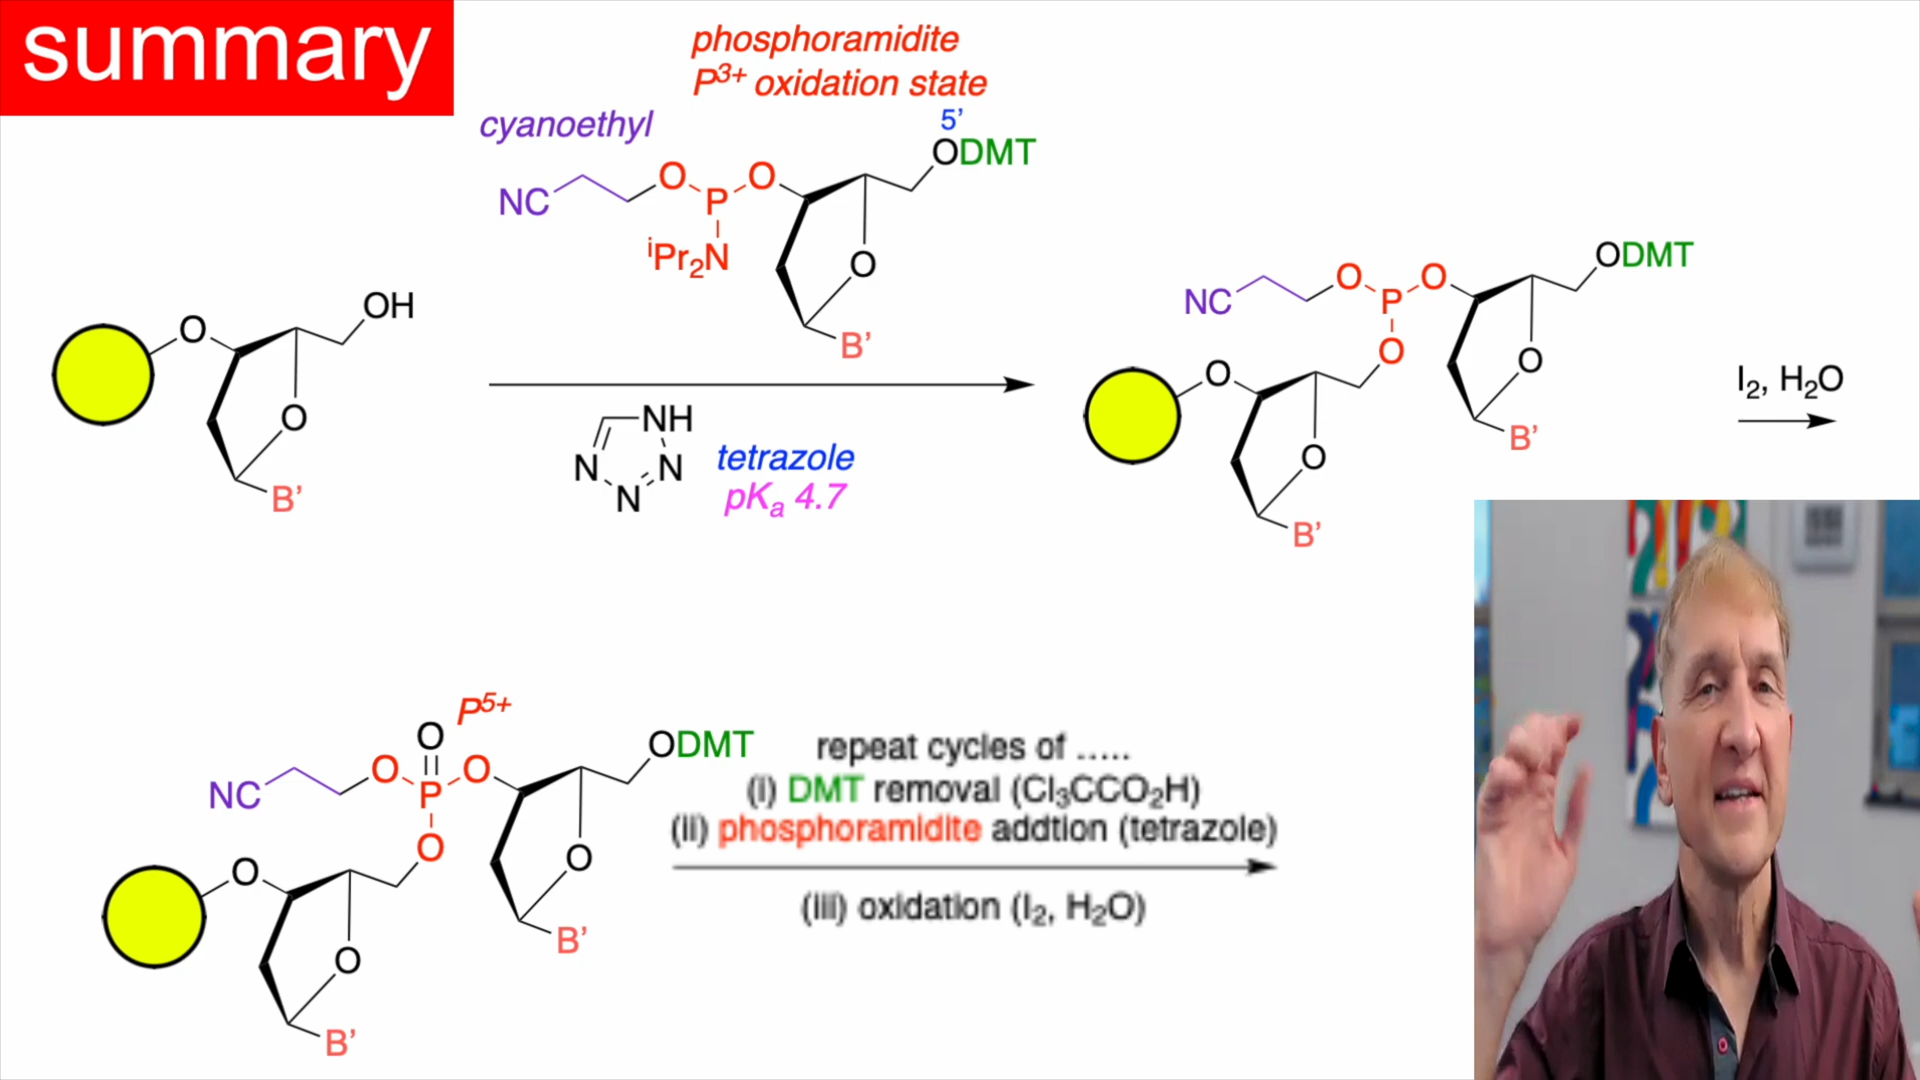 summary
phosphoramidite
P3+ oxidation state
cyanoethyl
5’
ODMT
NC
O
P
O
iPr2N
O
B’
O
OH
O
B’
NH
N
N
N
tetrazole
pKa 4.7
NC
O
P
O
ODMT
O
O
B’
O
O
B’
I2, H2O
P5+
O
NC
O
P
O
ODMT
O
O
B’
O
O
B’
repeat cycles of .....
(i) DMT removal (Cl3CCO2H)
(ii) phosphoramidite addtion (tetrazole)
(iii) oxidation (I2, H2O)